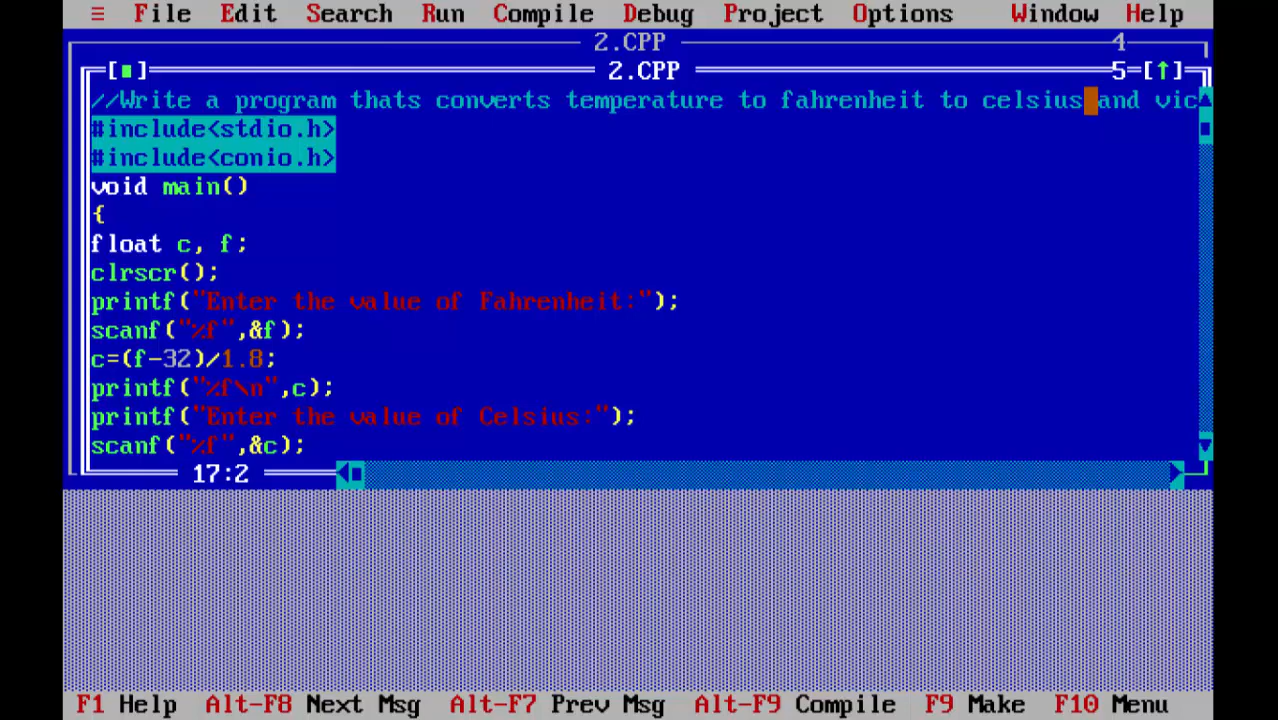 ≡ File Edit Search Run Compile Debug Project Options Window Help
2.CPP 4
[■] 2.CPP 5=[↑]
//Write a program thats converts temperature to fahrenheit to celsius and vic
#include<stdio.h>
#include<conio.h>
void main()
{
float c, f;
clrscr();
printf("Enter the value of Fahrenheit:");
scanf("%f",&f);
c=(f-32)/1.8;
printf("%f\n",c);
printf("Enter the value of Celsius:");
scanf("%f",&c);
17:2
F1 Help Alt-F8 Next Msg Alt-F7 Prev Msg Alt-F9 Compile F9 Make F10 Menu